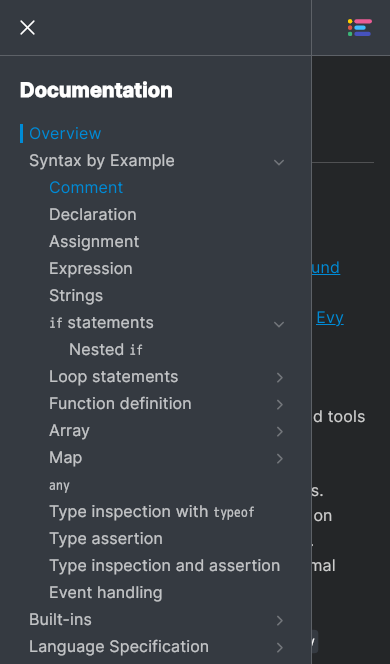 Documentation
Overview
Syntax by Example
Comment
Declaration
Assignment
Expression
Strings
if statements
Nested if
Loop statements
Function definition
Array
Map
any
Type inspection with typeof
Type assertion
Type inspection and assertion
Event handling
Built-ins
Language Specification
und
Evy
d tools
s.
on
.
mal
y